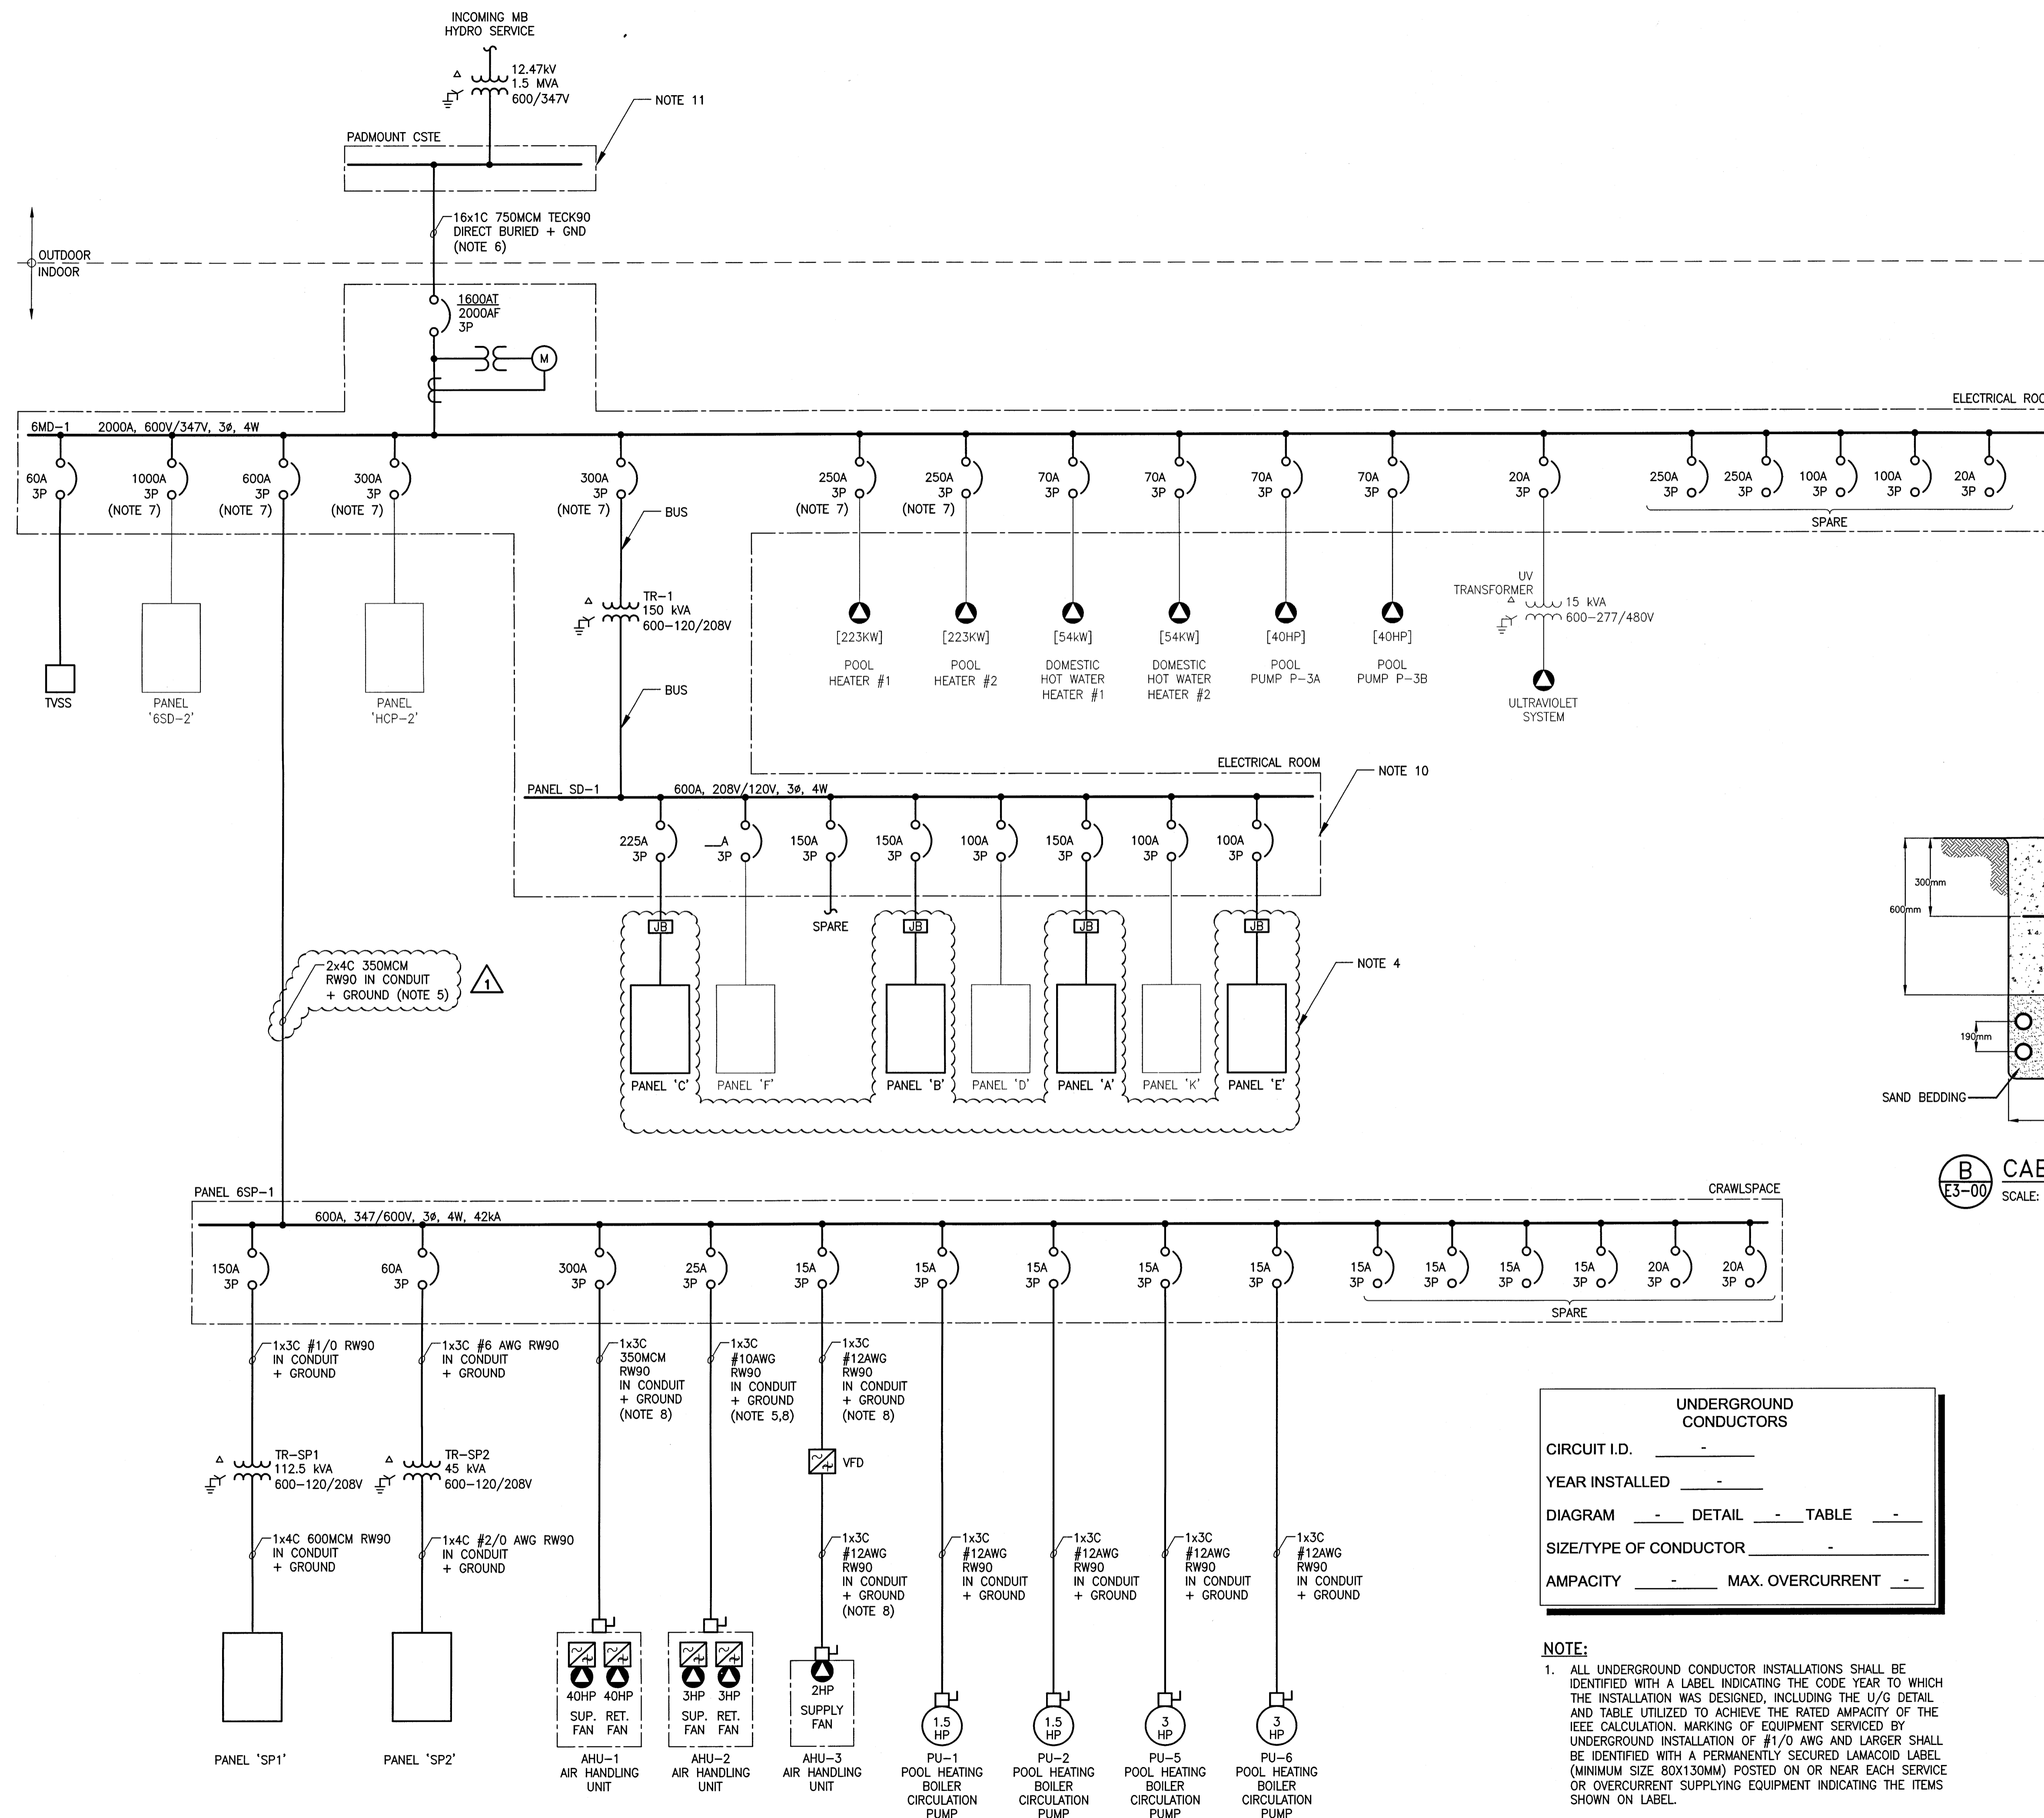 INCOMING MB
HYDRO SERVICE
12.47kV
1.5 MVA
600/347V
NOTE 11
PADMOUNT CSTE
16x1C 750MCM TECK90
DIRECT BURIED + GND
(NOTE 6)
OUTDOOR
INDOOR
1600AT
2000AF
3P
M
ELECTRICAL
6MD-1
2000A, 600V/347V, 3ø, 4W
60A
3P
1000A
3P
(NOTE 7)
600A
3P
(NOTE 7)
300A
3P
(NOTE 7)
300A
3P
(NOTE 7)
250A
3P
(NOTE 7)
250A
3P
(NOTE 7)
70A
3P
70A
3P
70A
3P
70A
3P
20A
3P
250A
3P
250A
3P
100A
3P
100A
3P
20A
3P
SPARE
BUS
TR-1
150 kVA
600-120/208V
BUS
TVSS
PANEL
'6SD-2'
PANEL
'HCP-2'
[223KW]
POOL
HEATER #1
[223KW]
POOL
HEATER #2
[54kW]
DOMESTIC
HOT WATER
HEATER #1
[54KW]
DOMESTIC
HOT WATER
HEATER #2
[40HP]
POOL
PUMP P-3A
[40HP]
POOL
PUMP P-3B
UV
TRANSFORMER
15 kVA
600-277/480V
ULTRAVIOLET
SYSTEM
ELECTRICAL ROOM
NOTE 10
PANEL SD-1
600A, 208V/120V, 3ø, 4W
225A
3P
__A
3P
150A
3P
150A
3P
100A
3P
150A
3P
100A
3P
100A
3P
SPARE
JB
JB
JB
JB
NOTE 4
PANEL 'C'
PANEL 'F'
PANEL 'B'
PANEL 'D'
PANEL 'A'
PANEL 'K'
PANEL 'E'
2x4C 350MCM
RW90 IN CONDUIT
+ GROUND (NOTE 5)
1
300mm
600mm
190mm
SAND BEDDING
B
E3-00
SCALE:
PANEL 6SP-1
CRAWLSPACE
600A, 347/600V, 3ø, 4W, 42kA
150A
3P
60A
3P
300A
3P
25A
3P
15A
3P
15A
3P
15A
3P
15A
3P
15A
3P
15A
3P
15A
3P
15A
3P
15A
3P
20A
3P
20A
3P
SPARE
1x3C #1/0 RW90
IN CONDUIT
+ GROUND
1x3C #6 AWG RW90
IN CONDUIT
+ GROUND
1x3C
350MCM
RW90
IN CONDUIT
+ GROUND
(NOTE 8)
1x3C
#10AWG
RW90
IN CONDUIT
+ GROUND
(NOTE 5,8)
1x3C
#12AWG
RW90
IN CONDUIT
+ GROUND
(NOTE 8)
TR-SP1
112.5 kVA
600-120/208V
TR-SP2
45 kVA
600-120/208V
VFD
1x4C 600MCM RW90
IN CONDUIT
+ GROUND
1x4C #2/0 AWG RW90
IN CONDUIT
+ GROUND
1x3C
#12AWG
RW90
IN CONDUIT
+ GROUND
(NOTE 8)
1x3C
#12AWG
RW90
IN CONDUIT
+ GROUND
1x3C
#12AWG
RW90
IN CONDUIT
+ GROUND
1x3C
#12AWG
RW90
IN CONDUIT
+ GROUND
1x3C
#12AWG
RW90
IN CONDUIT
+ GROUND
PANEL 'SP1'
PANEL 'SP2'
40HP 40HP
SUP. RET.
FAN FAN
AHU-1
AIR HANDLING
UNIT
3HP 3HP
SUP. RET.
FAN FAN
AHU-2
AIR HANDLING
UNIT
2HP
SUPPLY
FAN
AHU-3
AIR HANDLING
UNIT
1.5
HP
PU-1
POOL HEATING
BOILER
CIRCULATION
PUMP
1.5
HP
PU-2
POOL HEATING
BOILER
CIRCULATION
PUMP
3
HP
PU-5
POOL HEATING
BOILER
CIRCULATION
PUMP
3
HP
PU-6
POOL HEATING
BOILER
CIRCULATION
PUMP
UNDERGROUND
CONDUCTORS
CIRCUIT I.D. -
YEAR INSTALLED -
DIAGRAM - DETAIL - TABLE -
SIZE/TYPE OF CONDUCTOR -
AMPACITY - MAX. OVERCURRENT -
NOTE:
1. ALL UNDERGROUND CONDUCTOR INSTALLATIONS SHALL BE
IDENTIFIED WITH A LABEL INDICATING THE CODE YEAR TO WHICH
THE INSTALLATION WAS DESIGNED, INCLUDING THE U/G DETAIL
AND TABLE UTILIZED TO ACHIEVE THE RATED AMPACITY OF THE
IEEE CALCULATION. MARKING OF EQUIPMENT SERVICED BY
UNDERGROUND INSTALLATION OF #1/0 AWG AND LARGER SHALL
BE IDENTIFIED WITH A PERMANENTLY SECURED LAMACOID LABEL
(MINIMUM SIZE 80X130MM) POSTED ON OR NEAR EACH SERVICE
OR OVERCURRENT SUPPLYING EQUIPMENT INDICATING THE ITEMS
SHOWN ON LABEL.